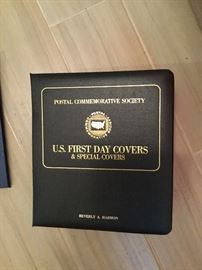 POSTAL COMMEMORATIVE SOCIETY
U.S. FIRST DAY COVERS
& SPECIAL COVERS
BEVERLY A. HARMON